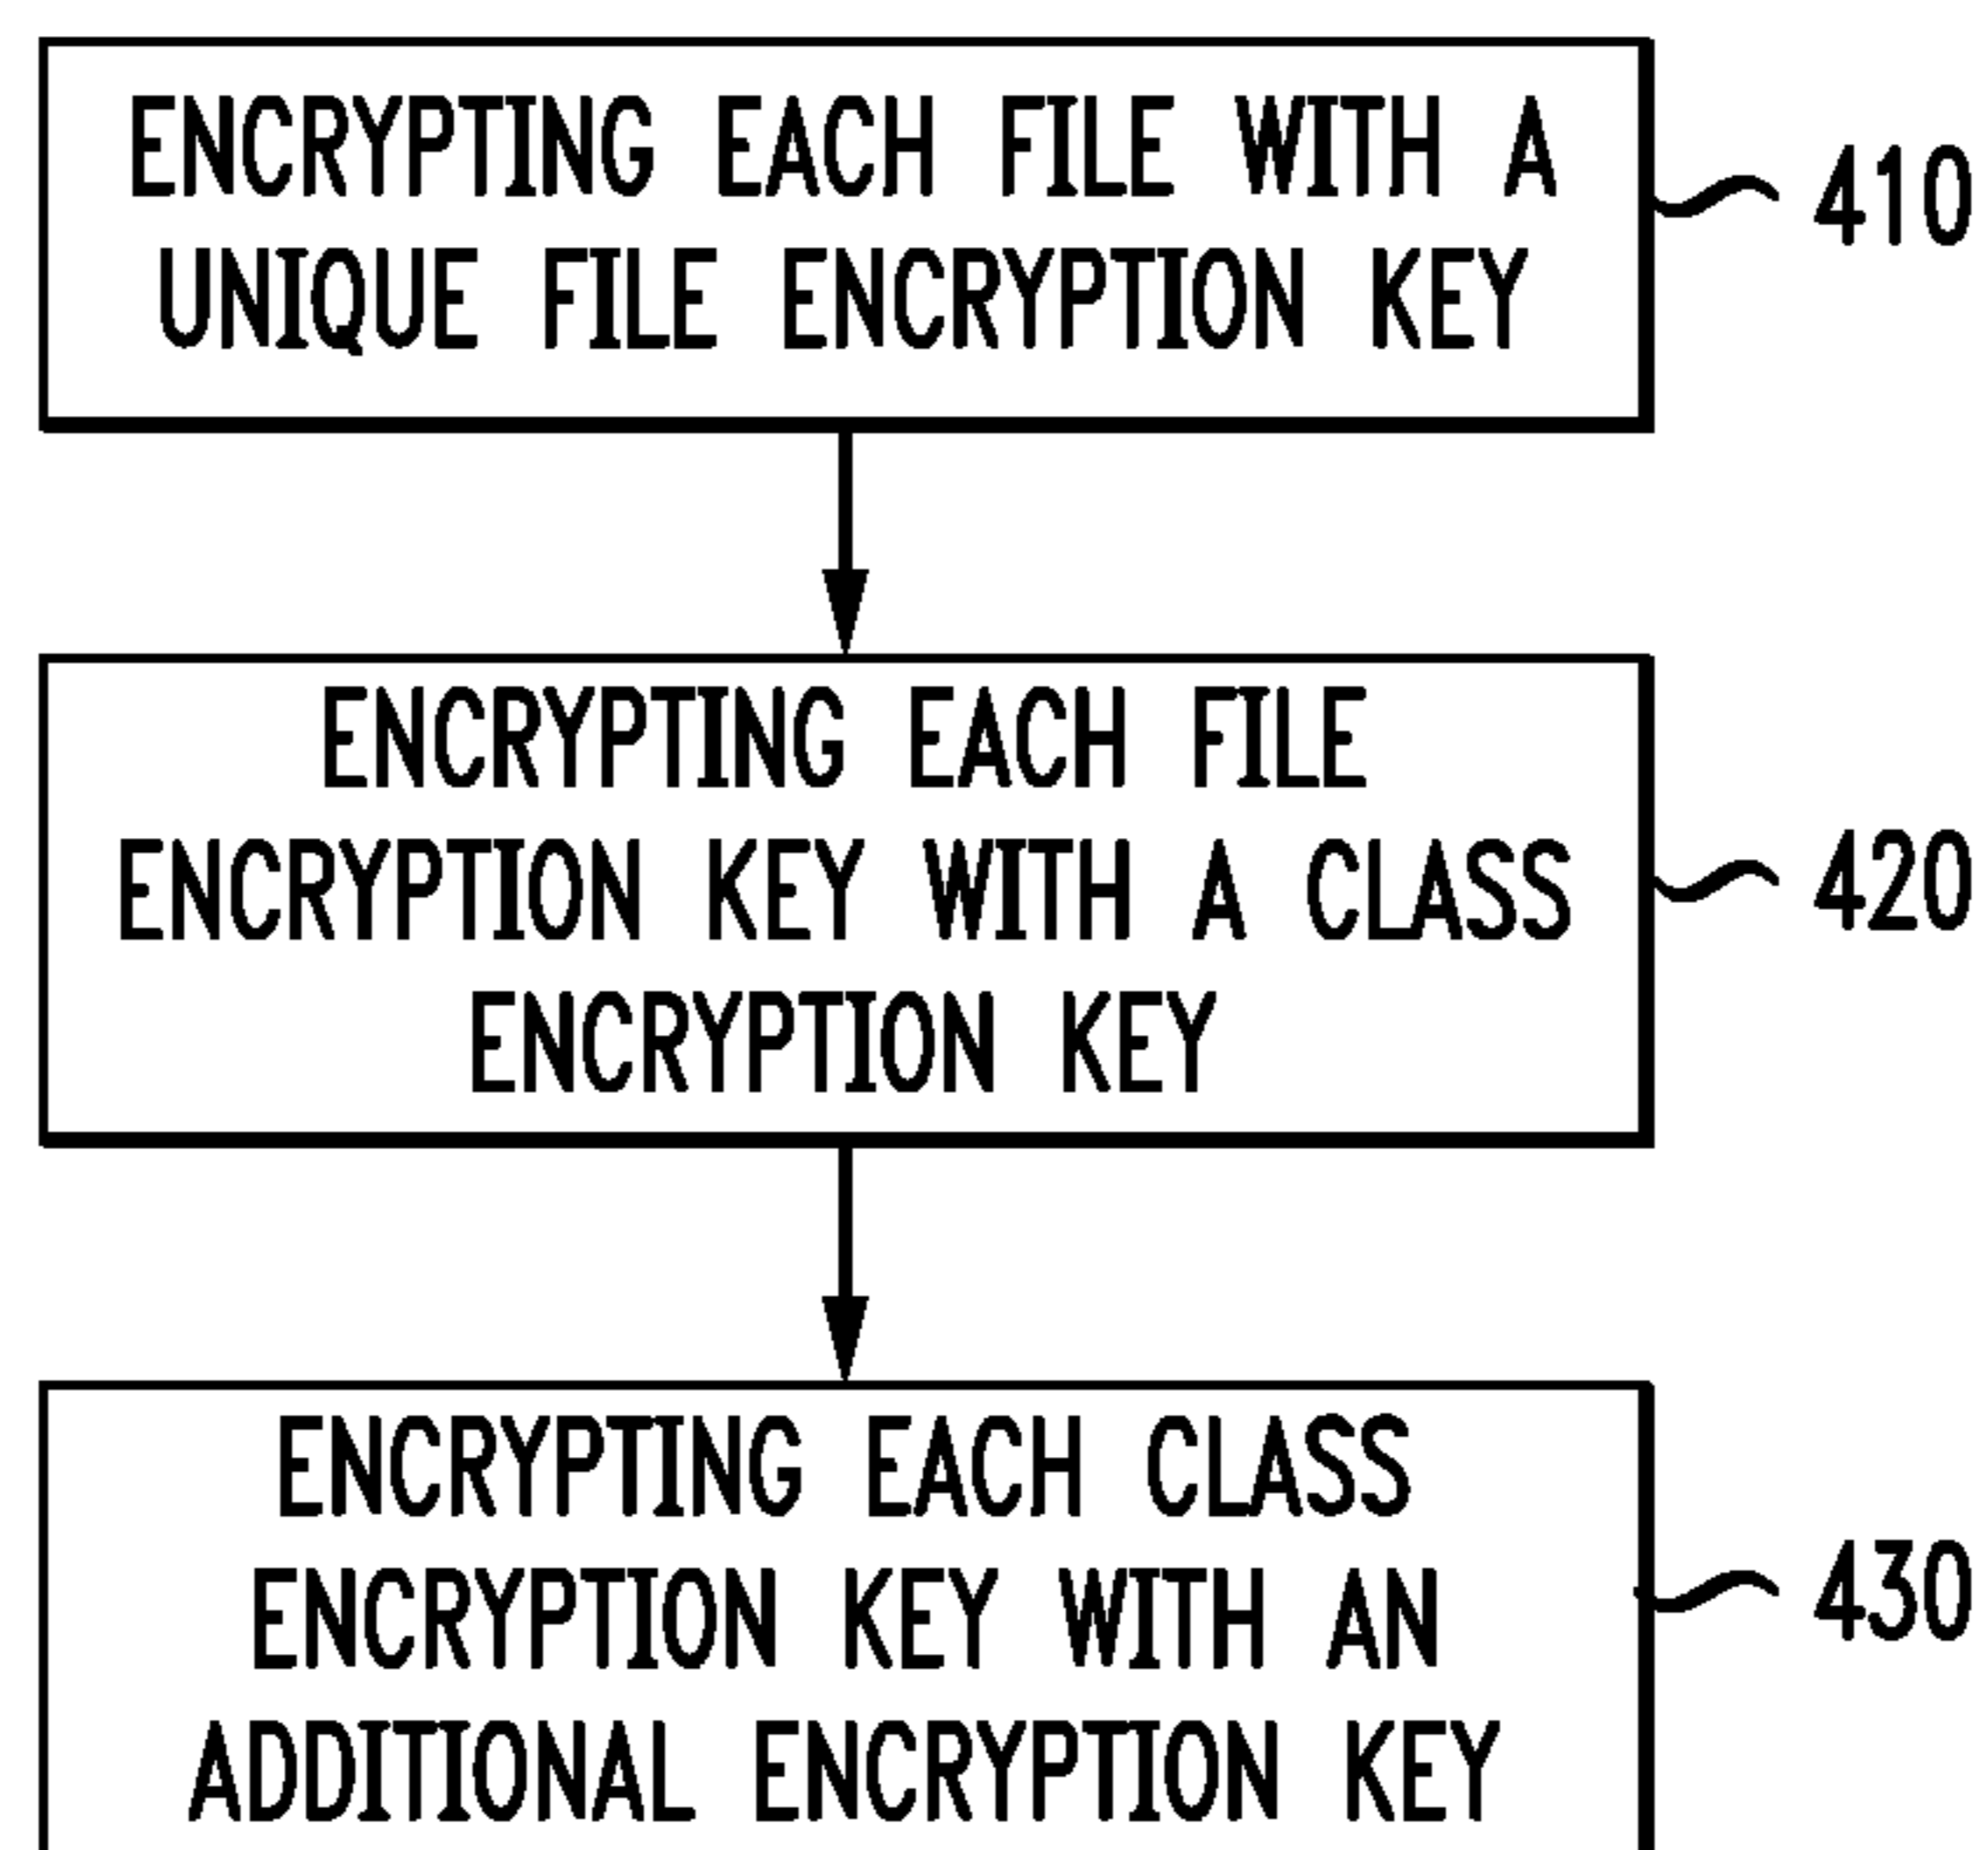 ENCRYPTING EACH FILE WITH A
UNIQUE FILE ENCRYPTION KEY
410
ENCRYPTING EACH FILE
ENCRYPTION KEY WITH A CLASS
ENCRYPTION KEY
420
ENCRYPTING EACH CLASS
ENCRYPTION KEY WITH AN
ADDITIONAL ENCRYPTION KEY
430